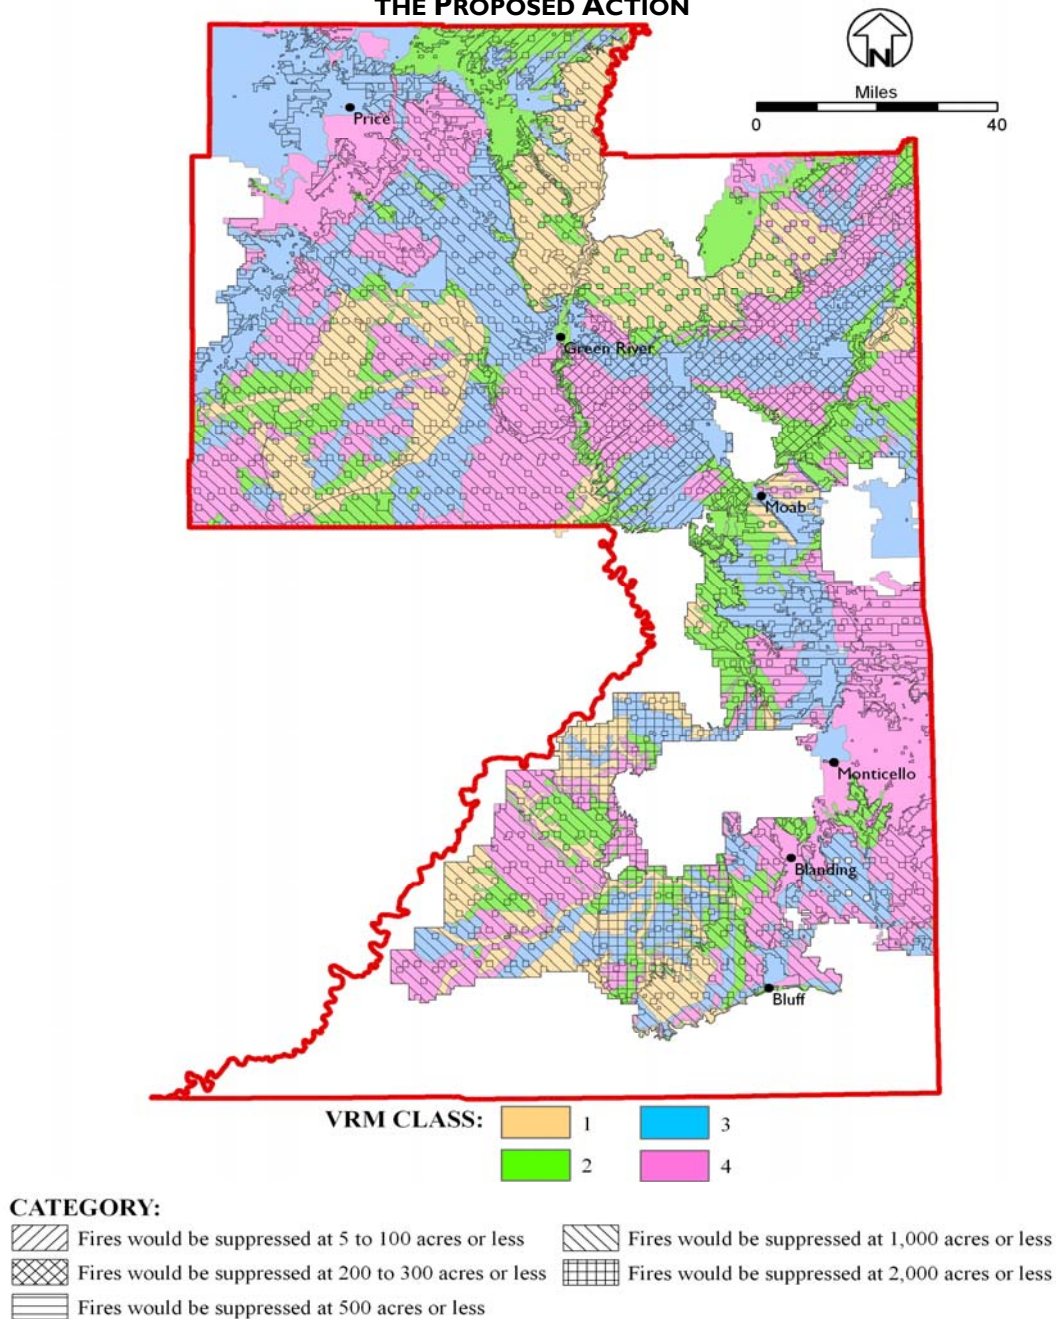 THE PROPOSED ACTION
N
Miles
0 40
Price
Green River
Moab
Monticello
Blanding
Bluff
VRM CLASS: 1 3
2 4
CATEGORY:
Fires would be suppressed at 5 to 100 acres or less Fires would be suppressed at 1,000 acres or less
Fires would be suppressed at 200 to 300 acres or less Fires would be suppressed at 2,000 acres or less
Fires would be suppressed at 500 acres or less